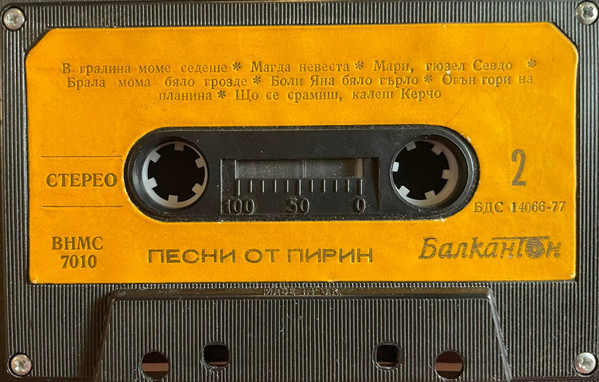 В градина моме седеше * Магда невеста * Мари, гюзел Севдо *
Брала мома бяло грозде * Боли Яна бяло гърло * Огън гори на
планина * Що се срамиш, калеш Керчо
СТЕРЕО
2
100 50 0
БДС 14066-77
ВНМС
7010
ПЕСНИ ОТ ПИРИН
Балкантон